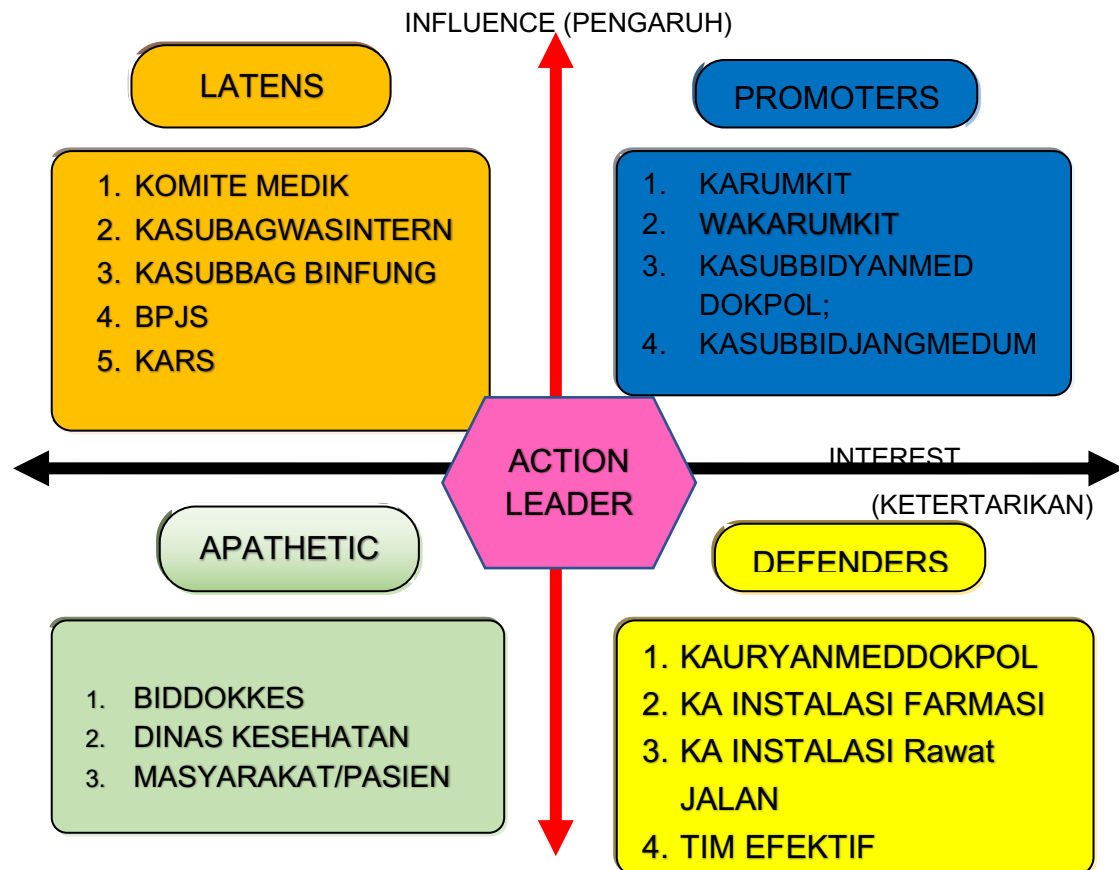 INFLUENCE (PENGARUH)
LATENS
PROMOTERS
1. KOMITE MEDIK
2. KASUBAGWASINTERN
3. KASUBBAG BINFUNG
4. BPJS
5. KARS
1. KARUMKIT
2. WAKARUMKIT
3. KASUBBIDYANMED
DOKPOL;
4. KASUBBIDJANGMEDUM
ACTION
LEADER
INTEREST
(KETERTARIKAN)
APATHETIC
DEFENDERS
1. BIDDOKKES
2. DINAS KESEHATAN
3. MASYARAKAT/PASIEN
1. KAURYANMEDDOKPOL
2. KA INSTALASI FARMASI
3. KA INSTALASI Rawat
JALAN
4. TIM EFEKTIF